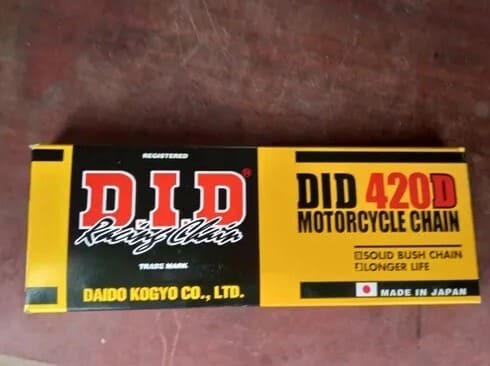 REGISTERED
D.I.D®
Racing Chain
TRADE MARK
DAIDO KOGYO CO., LTD.
DID 420D
MOTORCYCLE CHAIN
SOLID BUSH CHAIN
LONGER LIFE
MADE IN JAPAN